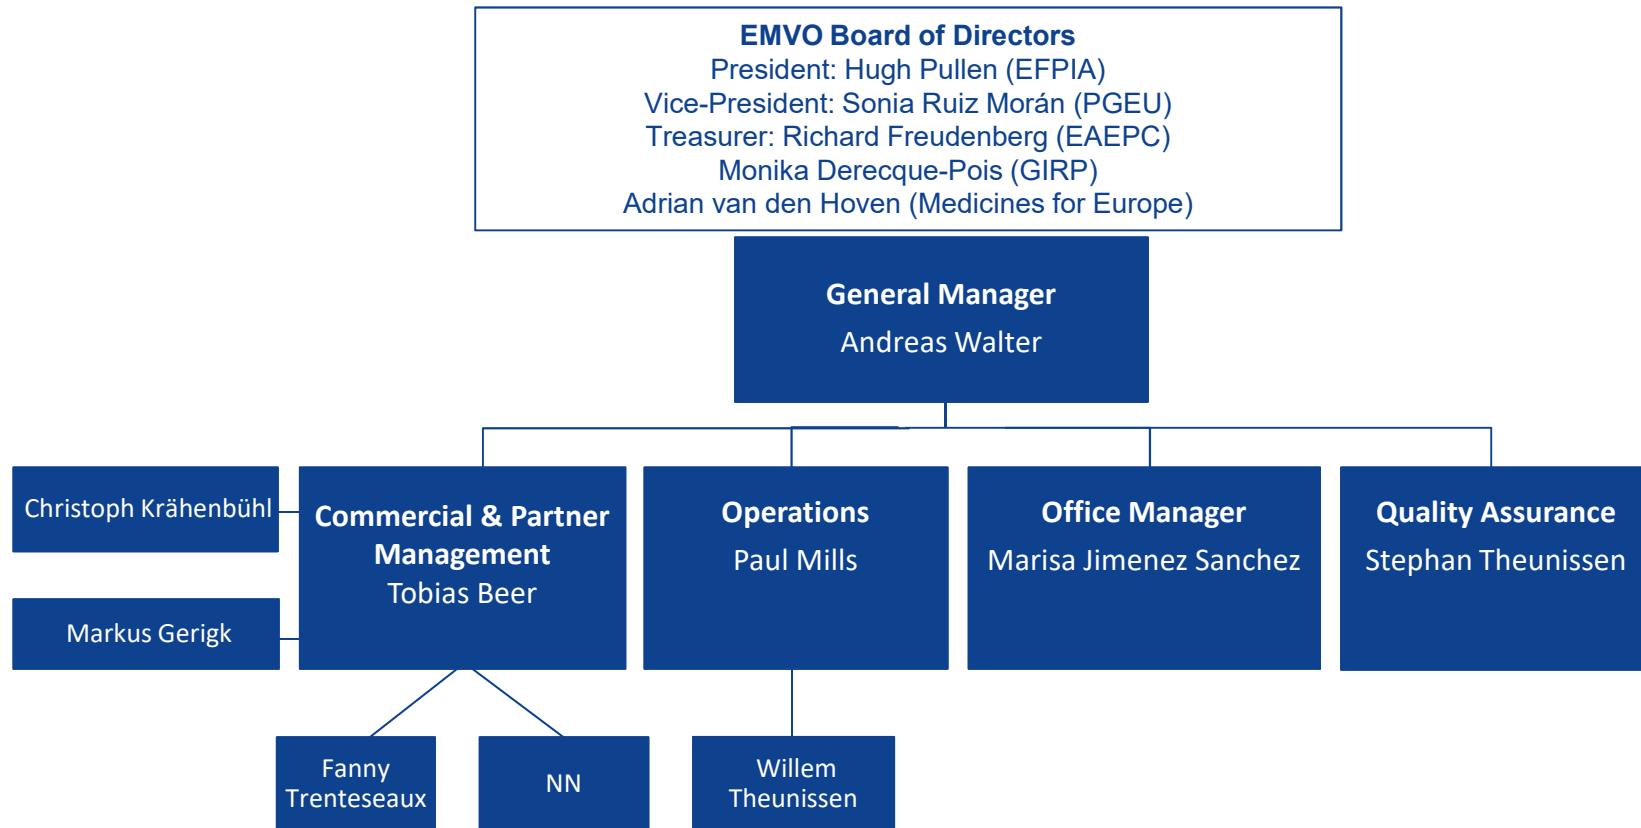 EMVO Board of Directors
President: Hugh Pullen (EFPIA)
Vice-President: Sonia Ruiz Morán (PGEU)
Treasurer: Richard Freudenberg (EAEPC)
Monika Derecque-Pois (GIRP)
Adrian van den Hoven (Medicines for Europe)
General Manager
Andreas Walter
Christoph Krähenbühl
Markus Gerigk
Commercial & Partner
Management
Tobias Beer
Operations
Paul Mills
Office Manager
Marisa Jimenez Sanchez
Quality Assurance
Stephan Theunissen
Fanny
Trenteseaux
NN
Willem
Theunissen